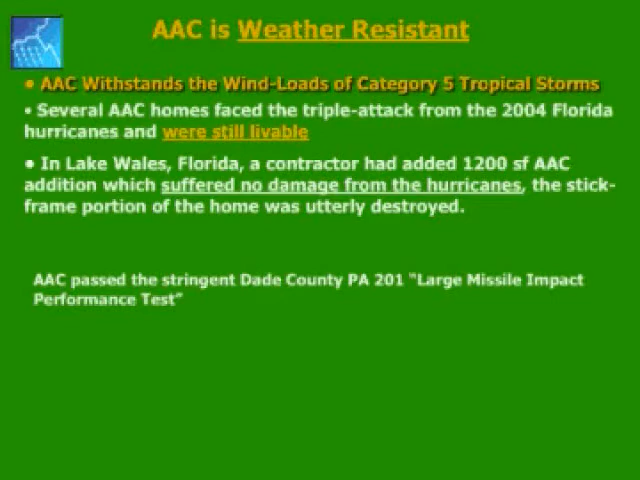 AAC is Weather Resistant
• AAC Withstands the Wind-Loads of Category 5 Tropical Storms
• Several AAC homes faced the triple-attack from the 2004 Florida
hurricanes and were still livable
• In Lake Wales, Florida, a contractor had added 1200 sf AAC
addition which suffered no damage from the hurricanes, the stick-
frame portion of the home was utterly destroyed.
AAC passed the stringent Dade County PA 201 “Large Missile Impact
Performance Test”